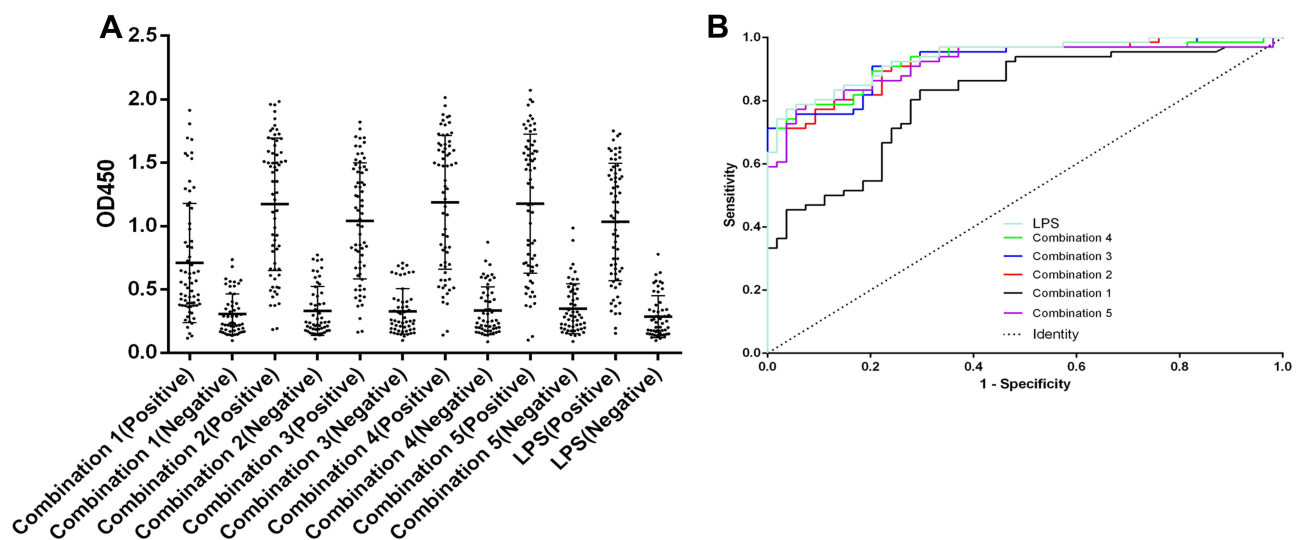 A
OD450
2.5
2.0
1.5
1.0
0.5
0.0
Combination 1(Positive)
Combination 1(Negative)
Combination 2(Positive)
Combination 2(Negative)
Combination 3(Positive)
Combination 3(Negative)
Combination 4(Positive)
Combination 4(Negative)
Combination 5(Positive)
Combination 5(Negative)
LPS(Positive)
LPS(Negative)
B
Sensitivity
1.0
0.8
0.6
0.4
0.2
0.0
LPS
Combination 4
Combination 3
Combination 2
Combination 1
Combination 5
Identity
0.0
0.2
0.4
0.6
0.8
1.0
1 - Specificity